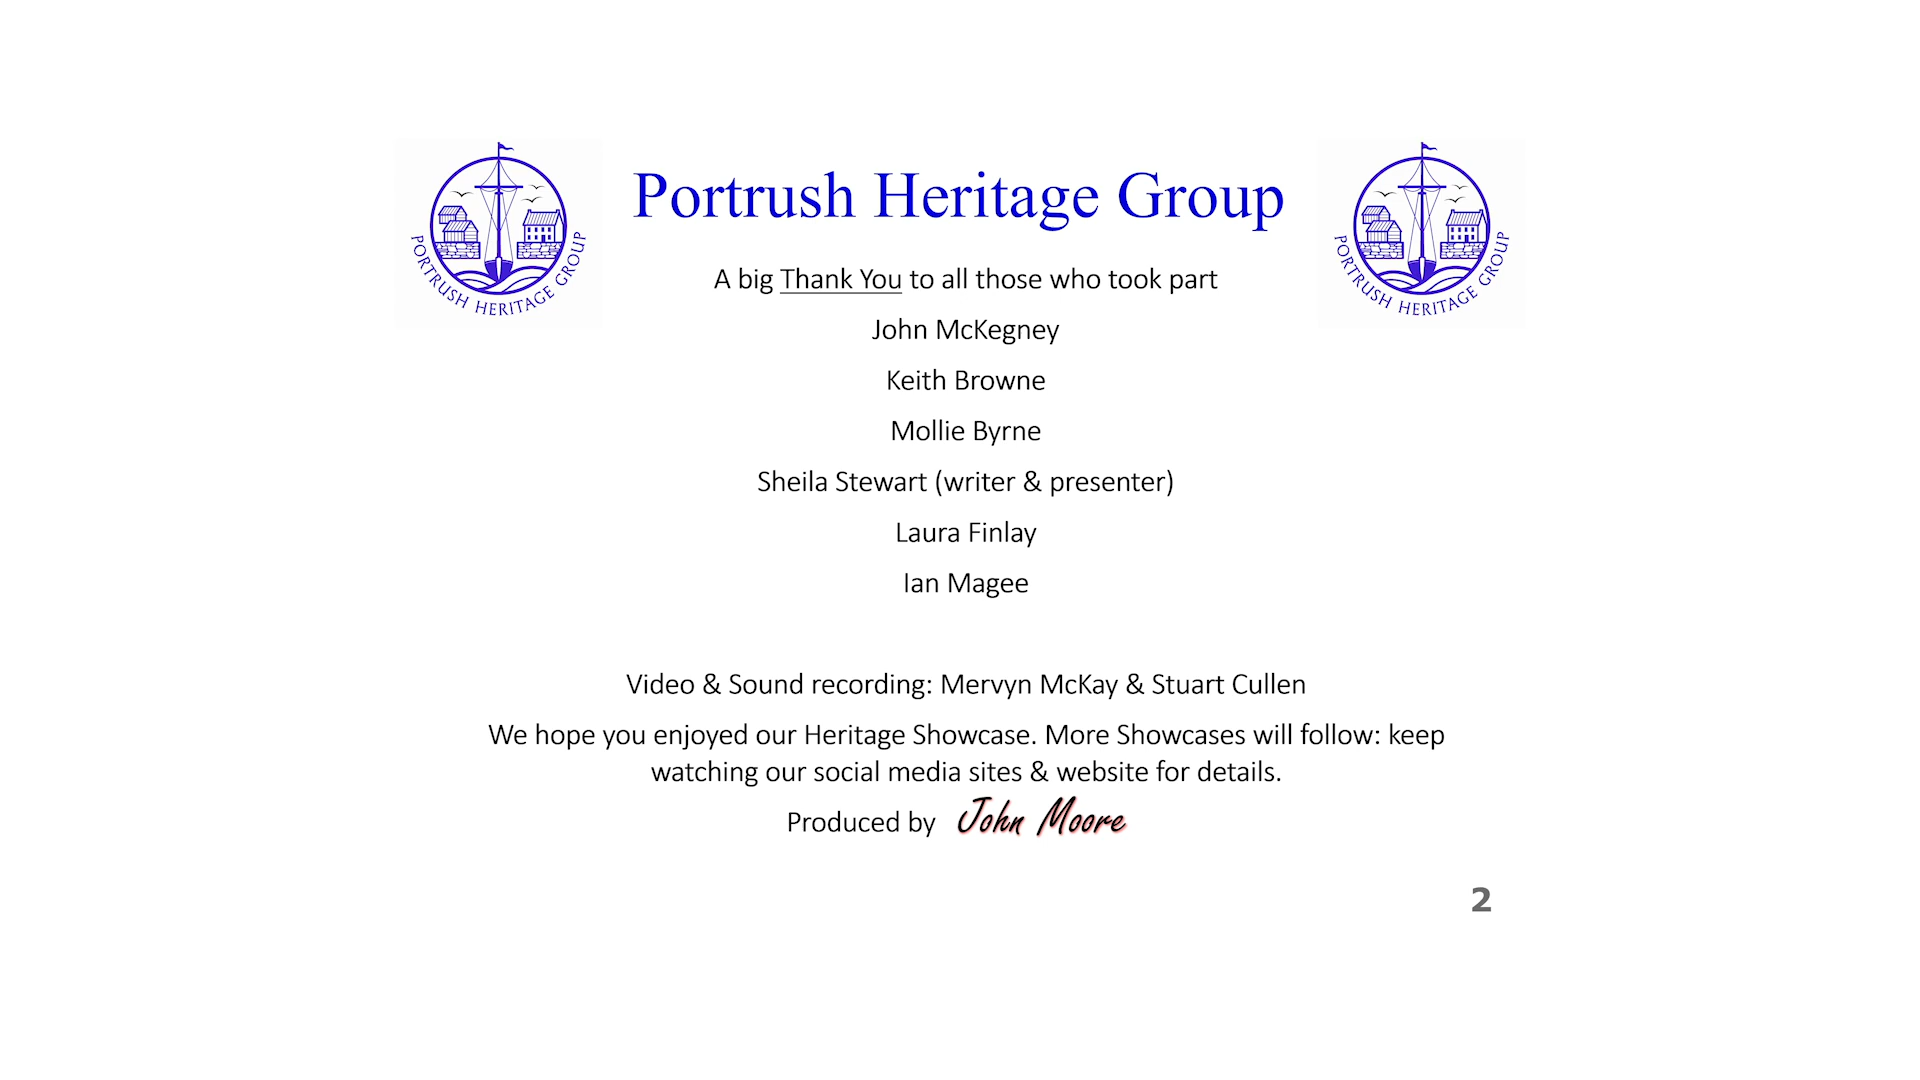 PORTRUSH HERITAGE GROUP
Portrush Heritage Group
PORTRUSH HERITAGE GROUP
A big Thank You to all those who took part
John McKegney
Keith Browne
Mollie Byrne
Sheila Stewart (writer & presenter)
Laura Finlay
Ian Magee
Video & Sound recording: Mervyn McKay & Stuart Cullen
We hope you enjoyed our Heritage Showcase. More Showcases will follow: keep
watching our social media sites & website for details.
Produced by John Moore
2